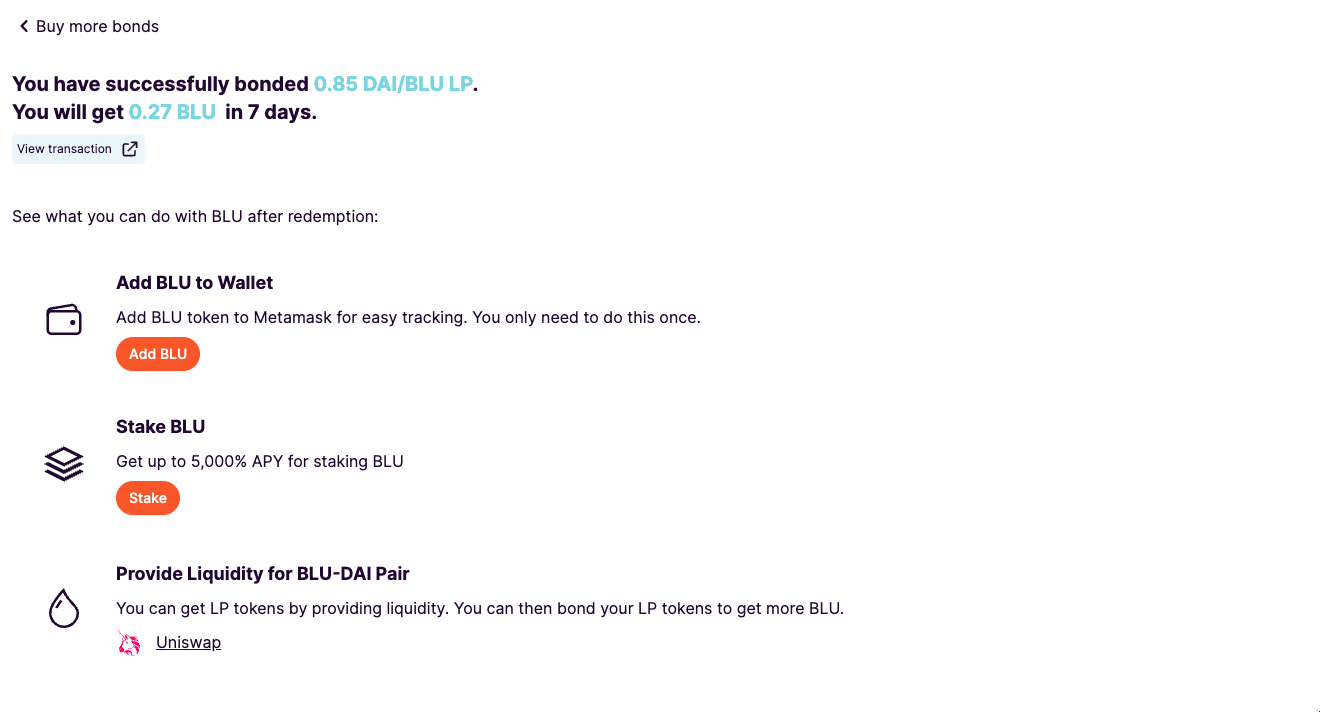 Buy more bonds
You have successfully bonded 0.85 DAI/BLU LP.
You will get 0.27 BLU in 7 days.
View transaction
See what you can do with BLU after redemption:
Add BLU to Wallet
Add BLU token to Metamask for easy tracking. You only need to do this once.
Add BLU
Stake BLU
Get up to 5,000% APY for staking BLU
Stake
Provide Liquidity for BLU-DAI Pair
You can get LP tokens by providing liquidity. You can then bond your LP tokens to get more BLU.
Uniswap